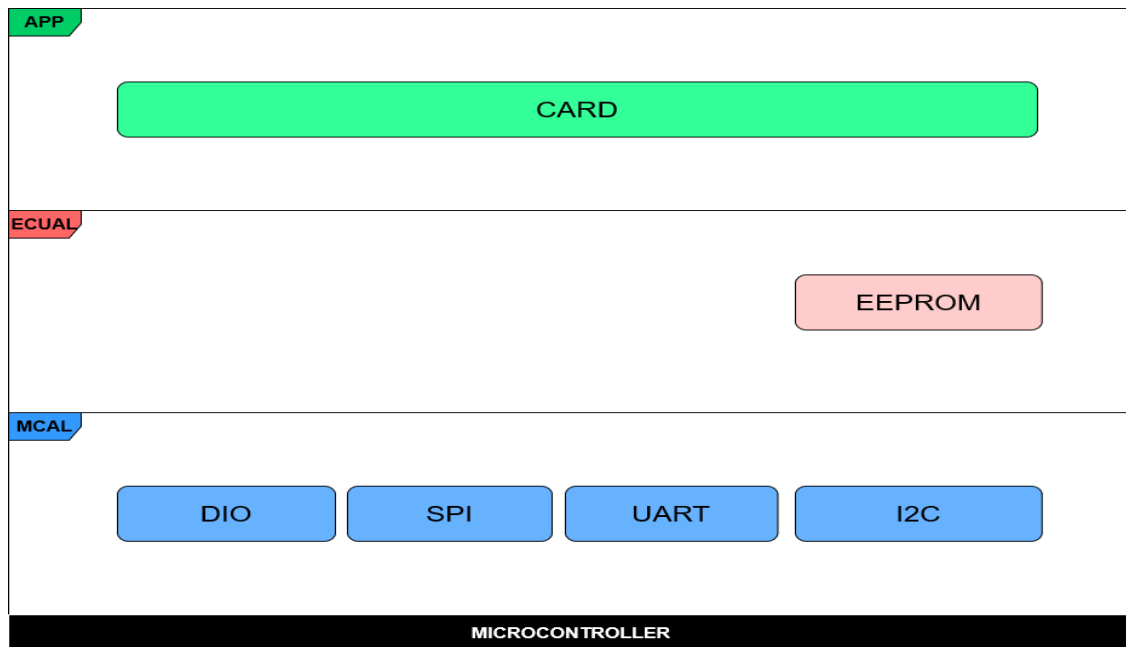 APP
CARD
ECUAL
EEPROM
MCAL
DIO SPI UART I2C
MICROCONTROLLER